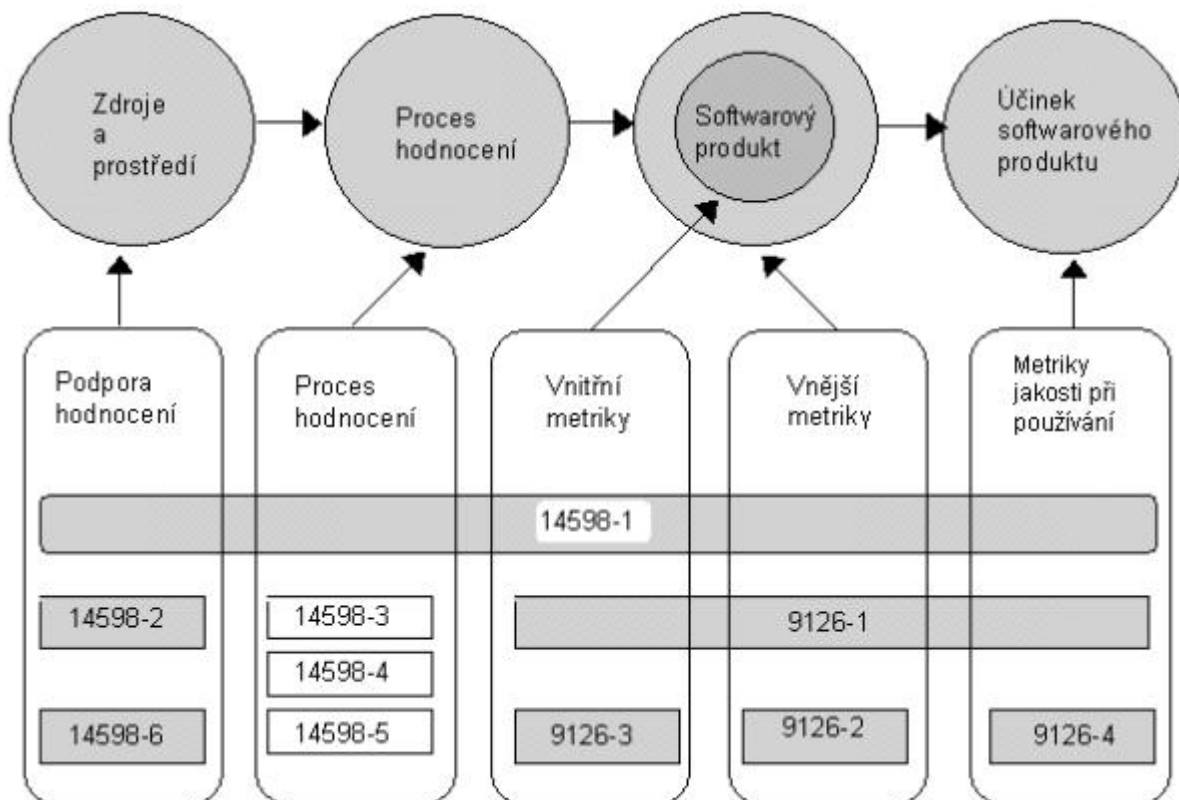 Zdroje
a
prostředí
Proces
hodnocení
Softwarový
produkt
Účinek
softwarového
produktu
Podpora
hodnocení
Proces
hodnocení
Vnitřní
metriky
Vnější
metriky
Metriky
jakosti při
používání
14598-1
14598-2
14598-3
9126-1
14598-4
14598-6
14598-5
9126-3
9126-2
9126-4